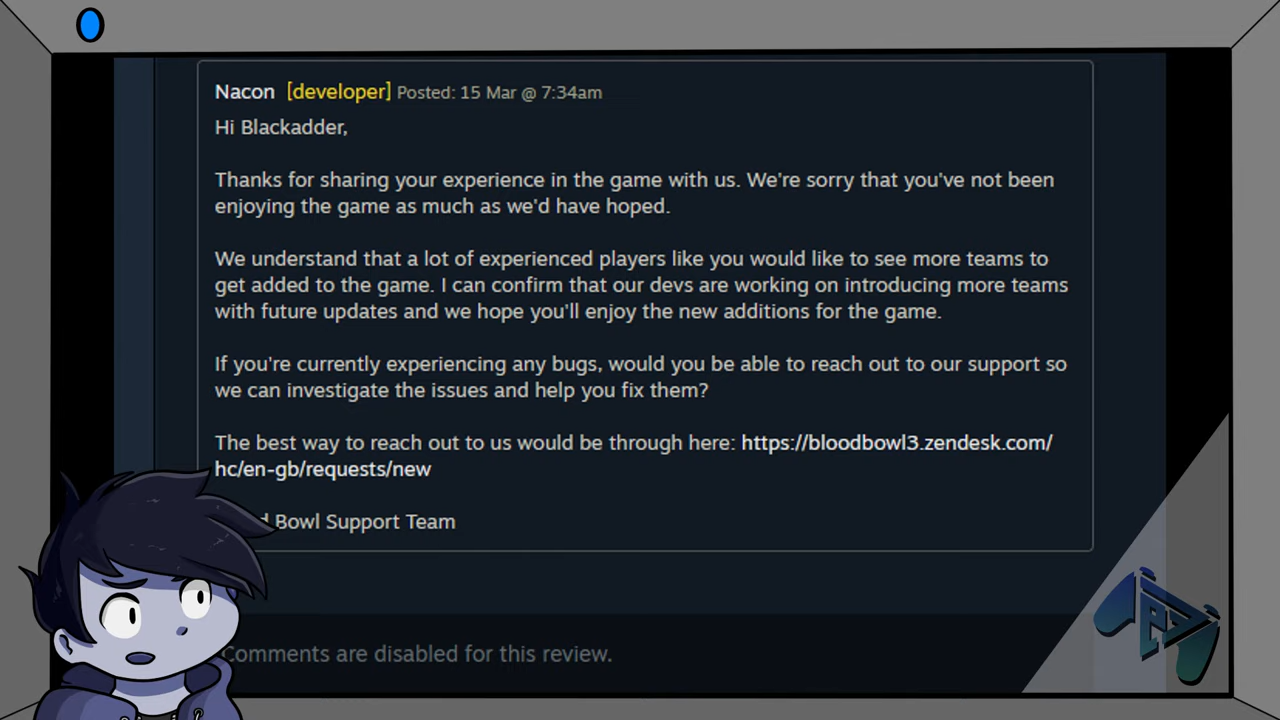 Nacon [developer] Posted: 15 Mar @ 7:34am
Hi Blackadder,
Thanks for sharing your experience in the game with us. We're sorry that you've not been
enjoying the game as much as we'd have hoped.
We understand that a lot of experienced players like you would like to see more teams to
get added to the game. I can confirm that our devs are working on introducing more teams
with future updates and we hope you'll enjoy the new additions for the game.
If you're currently experiencing any bugs, would you be able to reach out to our support so
we can investigate the issues and help you fix them?
The best way to reach out to us would be through here: https://bloodbowl3.zendesk.com/
hc/en-gb/requests/new
Bowl Support Team
Comments are disabled for this review.